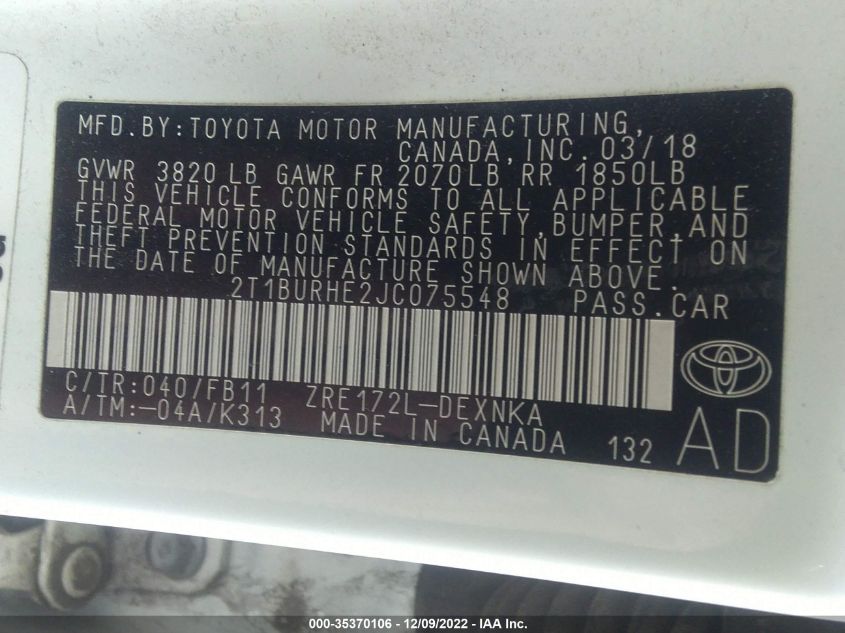 MFD.BY:TOYOTA MOTOR MANUFACTURING,
CANADA,INC. 03/18
GVWR 3820 LB GAWR FR 2070LB RR 1850LB
THIS VEHICLE CONFORMS TO ALL APPLICABLE
FEDERAL MOTOR VEHICLE SAFETY,BUMPER,AND
THEFT PREVENTION STANDARDS IN EFFECT ON
THE DATE OF MANUFACTURE SHOWN ABOVE.
2T1BURHE2JC075548 PASS.CAR
C/TR:040/FB11 ZRE172L-DEXNKA
A/TM:-04A/K313 MADE IN CANADA 132
AD
000-35370106 - 12/09/2022 - IAA Inc.